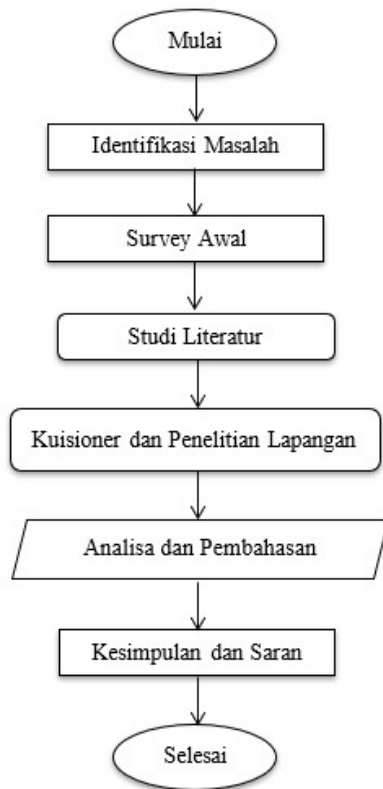 Mulai
Identifikasi Masalah
Survey Awal
Studi Literatur
Kuisioner dan Penelitian Lapangan
Analisa dan Pembahasan
Kesimpulan dan Saran
Selesai